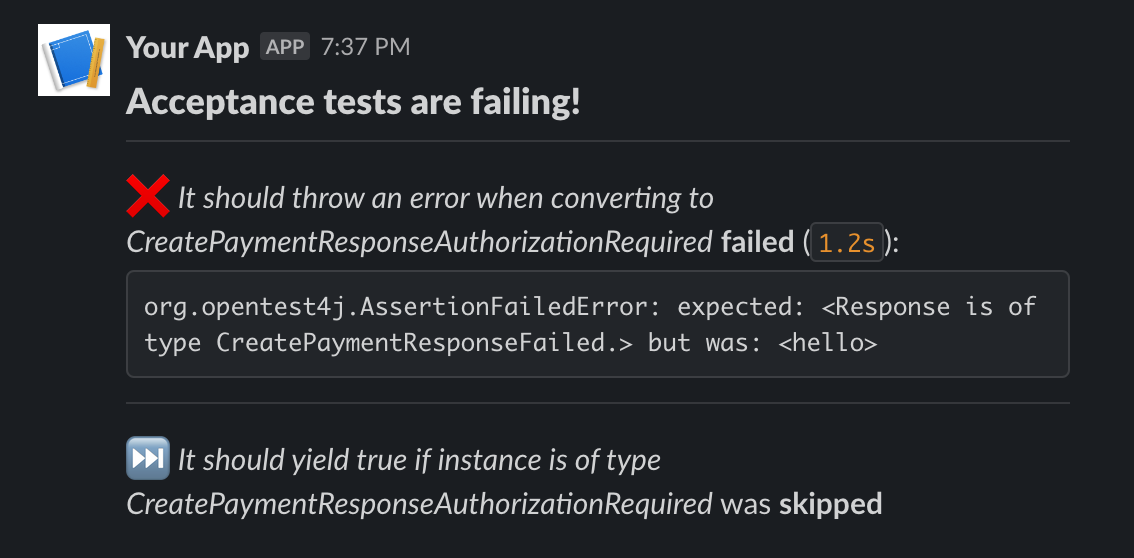 Your App APP 7:37 PM
Acceptance tests are failing!
It should throw an error when converting to
CreatePaymentResponseAuthorizationRequired failed (1.2s):
org.opentest4j.AssertionFailedError: expected: <Response is of
type CreatePaymentResponseFailed.> but was: <hello>
It should yield true if instance is of type
CreatePaymentResponseAuthorizationRequired was skipped